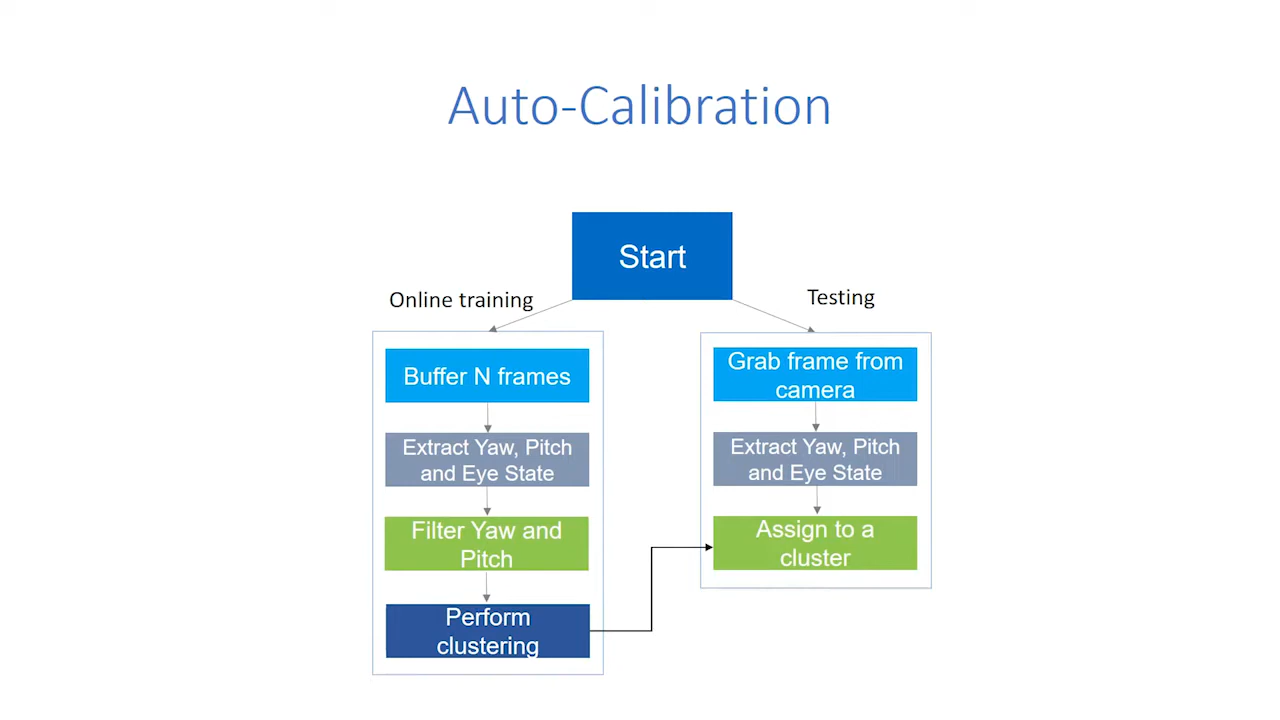 Auto-Calibration
Start
Online training
Testing
Buffer N frames
Extract Yaw, Pitch
and Eye State
Filter Yaw and
Pitch
Perform
clustering
Grab frame from
camera
Extract Yaw, Pitch
and Eye State
Assign to a
cluster